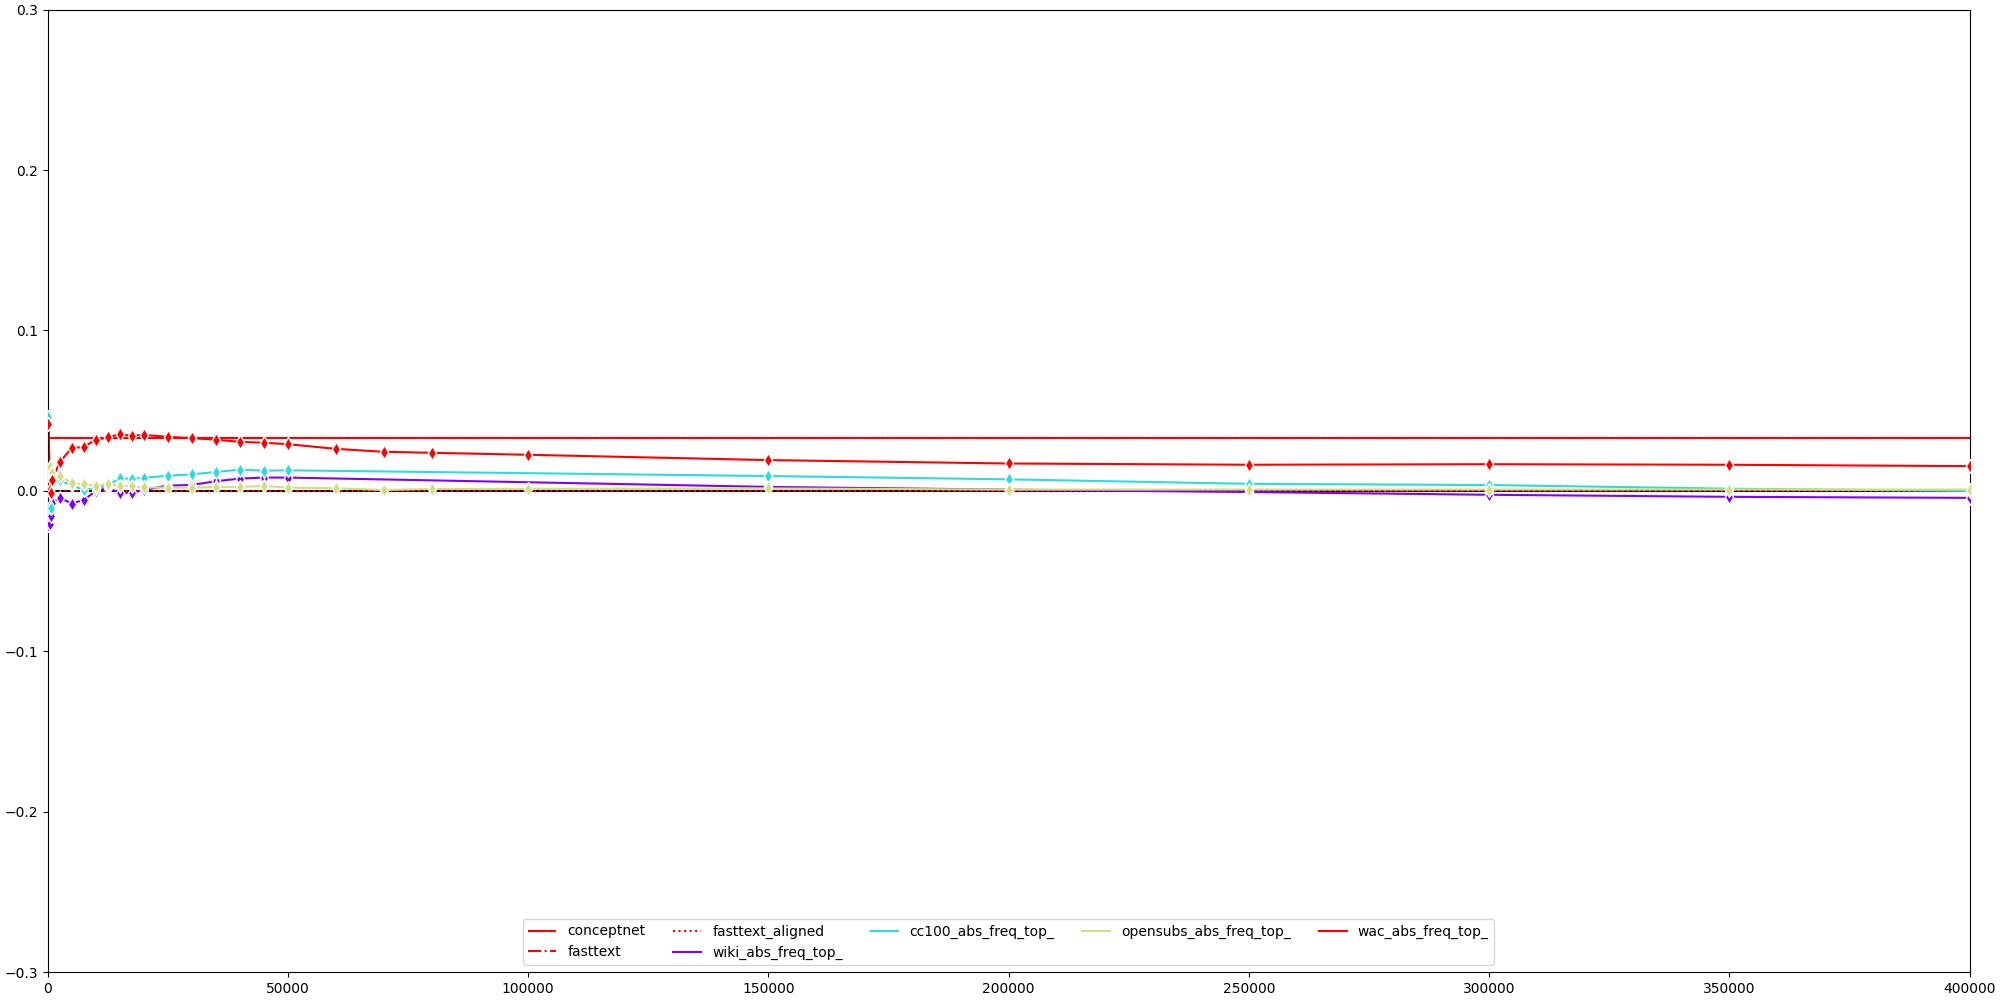 0.3
0.2
0.1
0.0
−0.1
−0.2
−0.3
0 50000 100000 150000 200000 250000 300000 350000 400000
conceptnet fasttext_aligned cc100_abs_freq_top_ opensubs_abs_freq_top_ wac_abs_freq_top_
fasttext wiki_abs_freq_top_